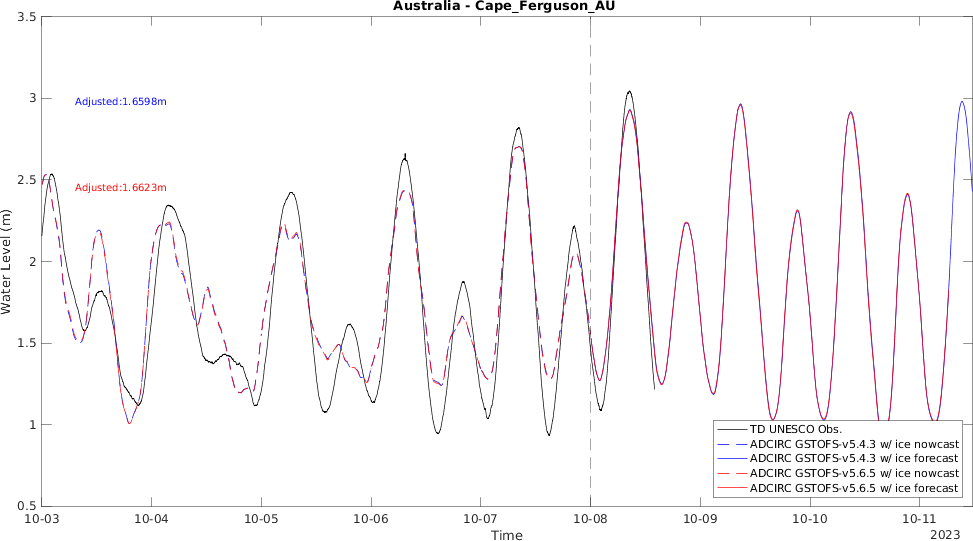 Australia - Cape_Ferguson_AU
3.5
3
2.5
2
1.5
1
0.5
Water Level (m)
Adjusted:1.6598m
Adjusted:1.6623m
TD UNESCO Obs.
ADCIRC GSTOFS-v5.4.3 w/ ice nowcast
ADCIRC GSTOFS-v5.4.3 w/ ice forecast
ADCIRC GSTOFS-v5.6.5 w/ ice nowcast
ADCIRC GSTOFS-v5.6.5 w/ ice forecast
10-03 10-04 10-05 10-06 10-07 10-08 10-09 10-10 10-11
Time
2023